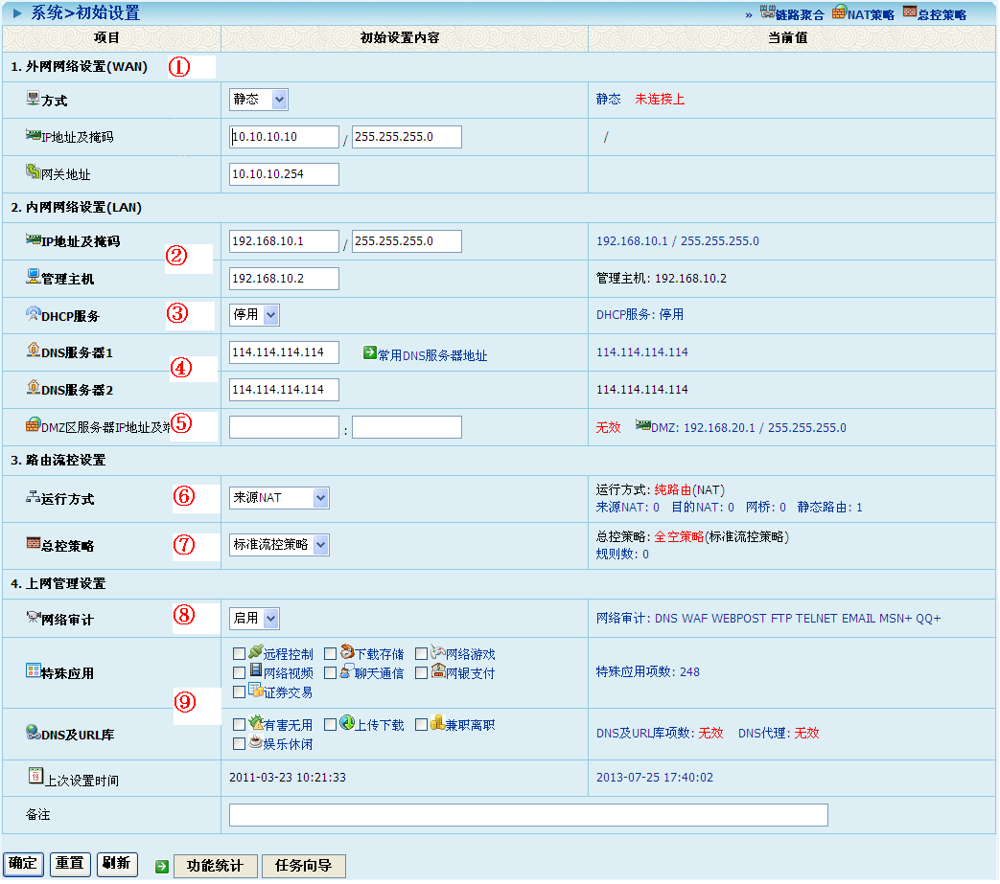 系统>初始设置 » 链路聚合 NAT策略 总控策略
项目 初始设置内容 当前值
1. 外网网络设置(WAN) ①
方式 静态 静态 未连接上
IP地址及掩码 10.10.10.10 / 255.255.255.0 /
网关地址 10.10.10.254
2. 内网网络设置(LAN)
IP地址及掩码 192.168.10.1 / 255.255.255.0 192.168.10.1 / 255.255.255.0
②
管理主机 192.168.10.2 管理主机: 192.168.10.2
DHCP服务 ③ 停用 DHCP服务: 停用
DNS服务器1 114.114.114.114 常用DNS服务器地址 114.114.114.114
④
DNS服务器2 114.114.114.114 114.114.114.114
DMZ区服务器IP地址及 ⑤ : 无效 DMZ: 192.168.20.1 / 255.255.255.0
3. 路由流控设置
运行方式 ⑥ 来源NAT 运行方式: 纯路由(NAT)
来源NAT: 0 目的NAT: 0 网桥: 0 静态路由: 1
总控策略 ⑦ 标准流控策略 总控策略: 全空策略(标准流控策略)
规则数: 0
4. 上网管理设置
网络审计 ⑧ 启用 网络审计: DNS WAF WEBPOST FTP TELNET EMAIL MSN+ QQ+
特殊应用 远程控制 下载存储 网络游戏
网络视频 聊天通信 网银支付 特殊应用项数: 248
证券交易
⑨
DNS及URL库 有害无用 上传下载 兼职离职
娱乐休闲 DNS及URL库项数: 无效 DNS代理: 无效
上次设置时间 2011-03-23 10:21:33 2013-07-25 17:40:02
备注
确定 重置 刷新 功能统计 任务向导